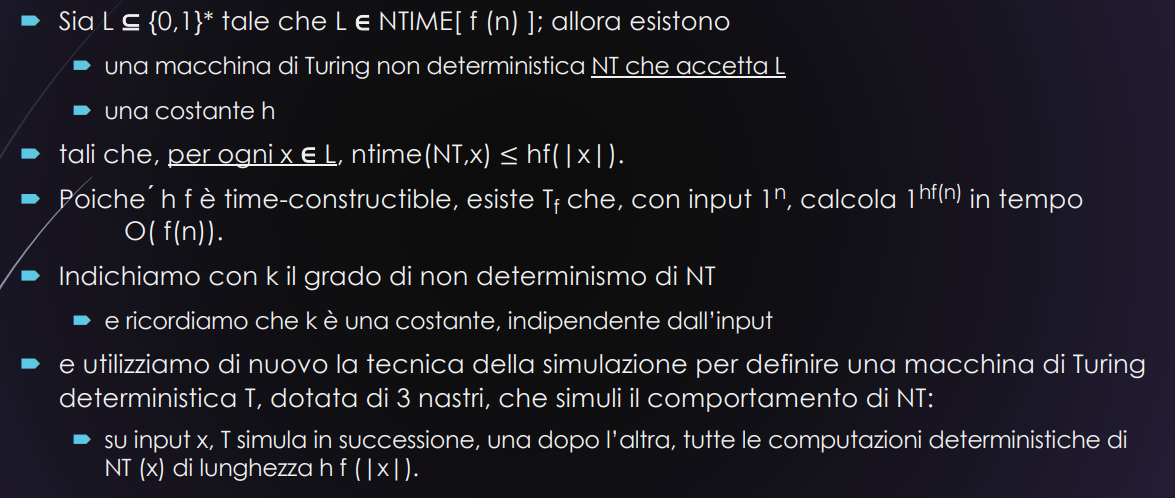 Sia L ⊆ {0,1}* tale che L ∈ NTIME[ f (n) ]; allora esistono
una macchina di Turing non deterministica NT che accetta L
una costante h
tali che, per ogni x ∈ L, ntime(NT,x) ≤ hf(|x|).
Poiche´ h f è time-constructible, esiste T_f che, con input 1^n, calcola 1^hf(n) in tempo
O( f(n)).
Indichiamo con k il grado di non determinismo di NT
e ricordiamo che k è una costante, indipendente dall'input
e utilizziamo di nuovo la tecnica della simulazione per definire una macchina di Turing
deterministica T, dotata di 3 nastri, che simuli il comportamento di NT:
su input x, T simula in successione, una dopo l'altra, tutte le computazioni deterministiche di
NT (x) di lunghezza h f (|x|).